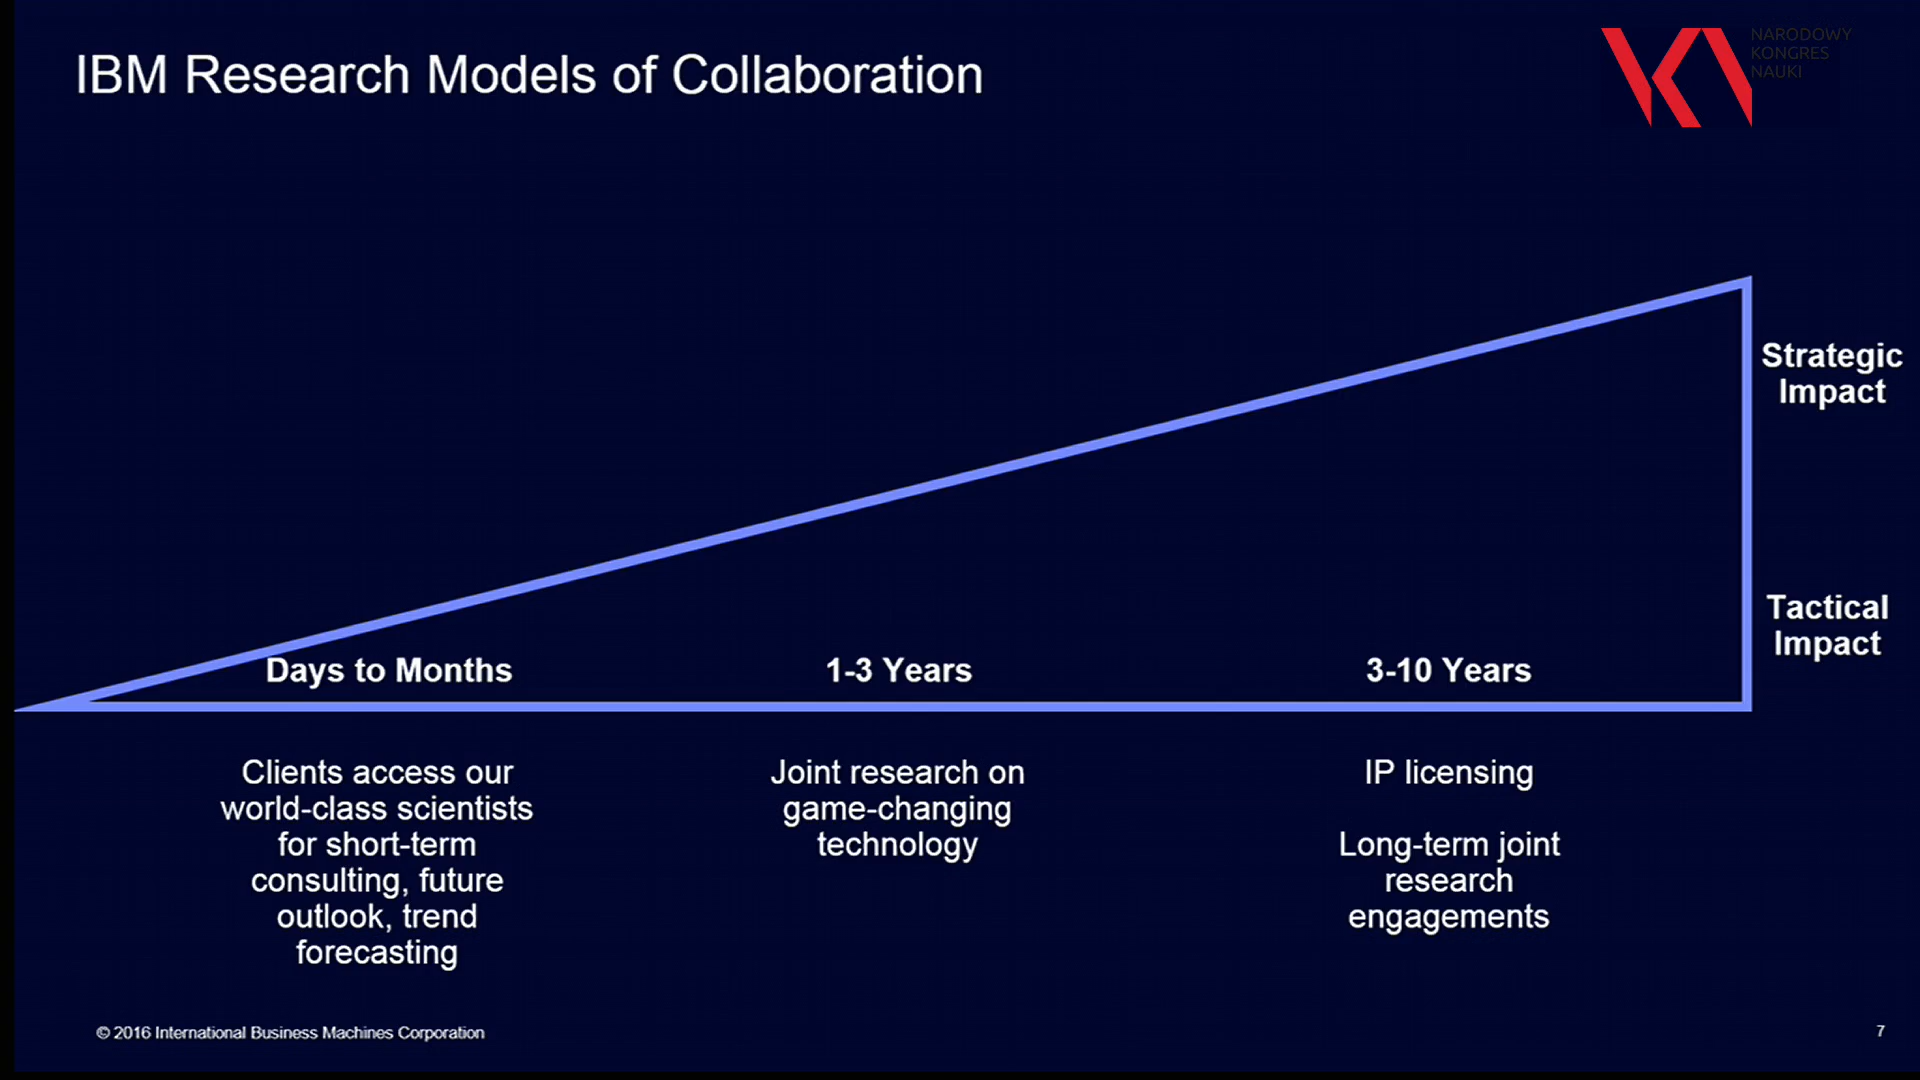 IBM Research Models of Collaboration
NARODOWY
KONGRES
NAUKI
Strategic
Impact
Tactical
Impact
Days to Months
1-3 Years
3-10 Years
Clients access our
world-class scientists
for short-term
consulting, future
outlook, trend
forecasting
Joint research on
game-changing
technology
IP licensing
Long-term joint
research
engagements
© 2016 International Business Machines Corporation
7